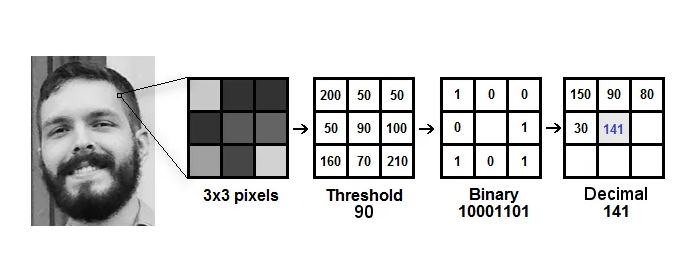 200 50 50
50 90 100
160 70 210
1 0 0
0 1
1 0 1
150 90 80
30 141
3x3 pixels
Threshold
90
Binary
10001101
Decimal
141